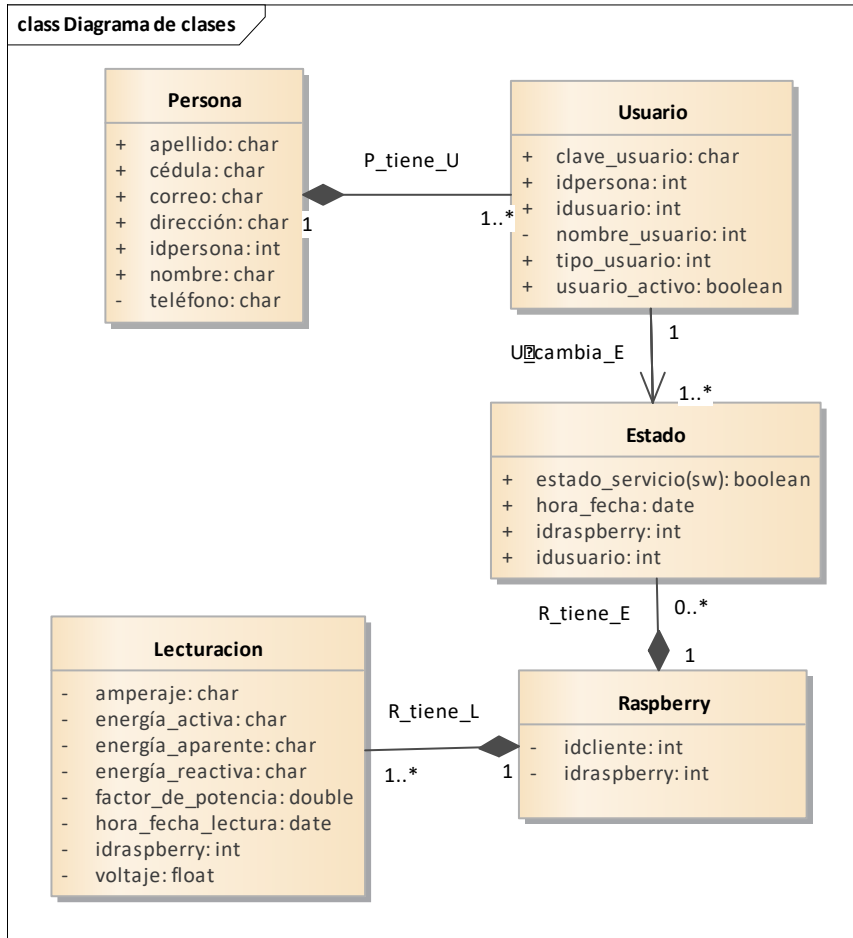 class Diagrama de clases
Persona
+ apellido: char
+ cédula: char
+ correo: char
+ dirección: char
+ idpersona: int
+ nombre: char
- teléfono: char
P_tiene_U
1
1..*
Usuario
+ clave_usuario: char
+ idpersona: int
+ idusuario: int
- nombre_usuario: int
+ tipo_usuario: int
+ usuario_activo: boolean
1
U�cambia_E
1..*
Estado
+ estado_servicio(sw): boolean
+ hora_fecha: date
+ idraspberry: int
+ idusuario: int
R_tiene_E
0..*
1
Lecturacion
- amperaje: char
- energía_activa: char
- energía_aparente: char
- energía_reactiva: char
- factor_de_potencia: double
- hora_fecha_lectura: date
- idraspberry: int
- voltaje: float
R_tiene_L
1..*
1
Raspberry
- idcliente: int
- idraspberry: int